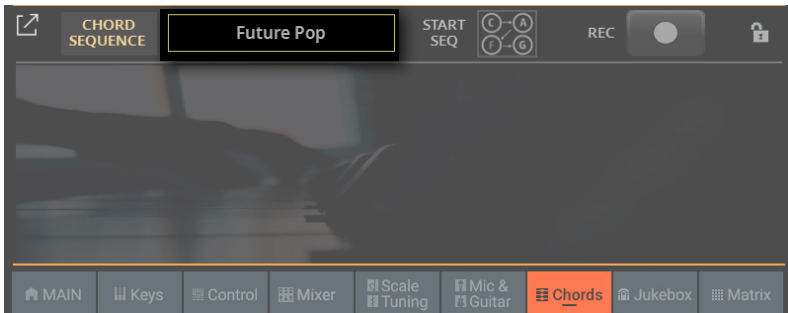 CHORD
SEQUENCE
Future Pop
START
SEQ
C A
F G
REC
MAIN
Keys
Control
Mixer
Scale
Tuning
Mic &
Guitar
Chords
Jukebox
Matrix